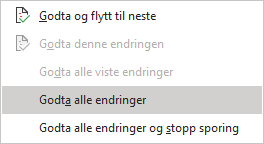 Godta og flytt til neste
Godta denne endringen
Godta alle viste endringer
Godta alle endringer
Godta alle endringer og stopp sporing